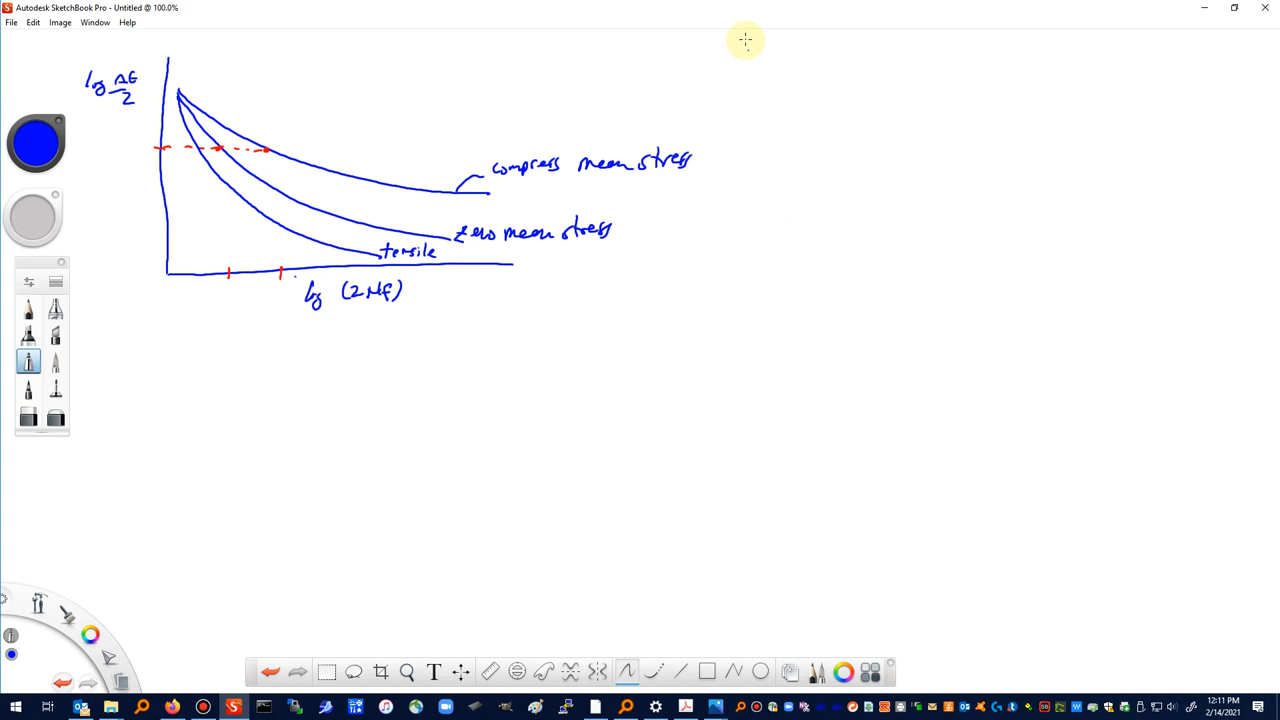 Autodesk SketchBook Pro - Untitled @ 100.0%
File Edit Image Window Help
log Δε
2
compress mean stress
zero mean stress
tensile
log (2Nf)
T
12:11 PM
2/14/2021